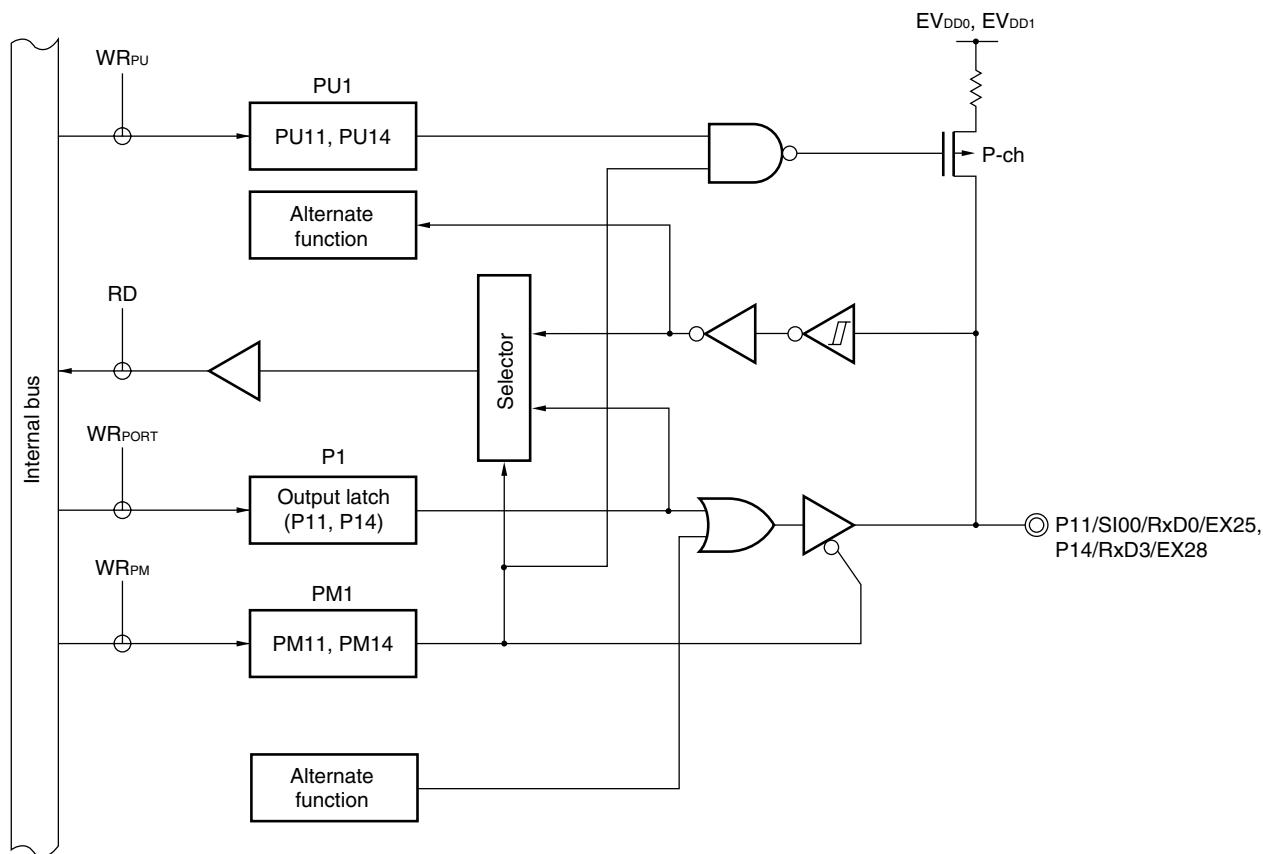 EVDD0, EVDD1
WRPU
PU1
PU11, PU14
P-ch
Alternate
function
RD
Selector
Internal bus
WRPORT
P1
Output latch
(P11, P14)
P11/SI00/RxD0/EX25,
P14/RxD3/EX28
WRPM
PM1
PM11, PM14
Alternate
function